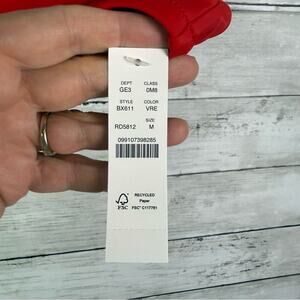 DEPT CLASS
GE3 0M8
STYLE COLOR
BX611 VRE
SIZE
RD5812 M
099107398285
FSC
RECYCLED
Paper
FSC® C117781